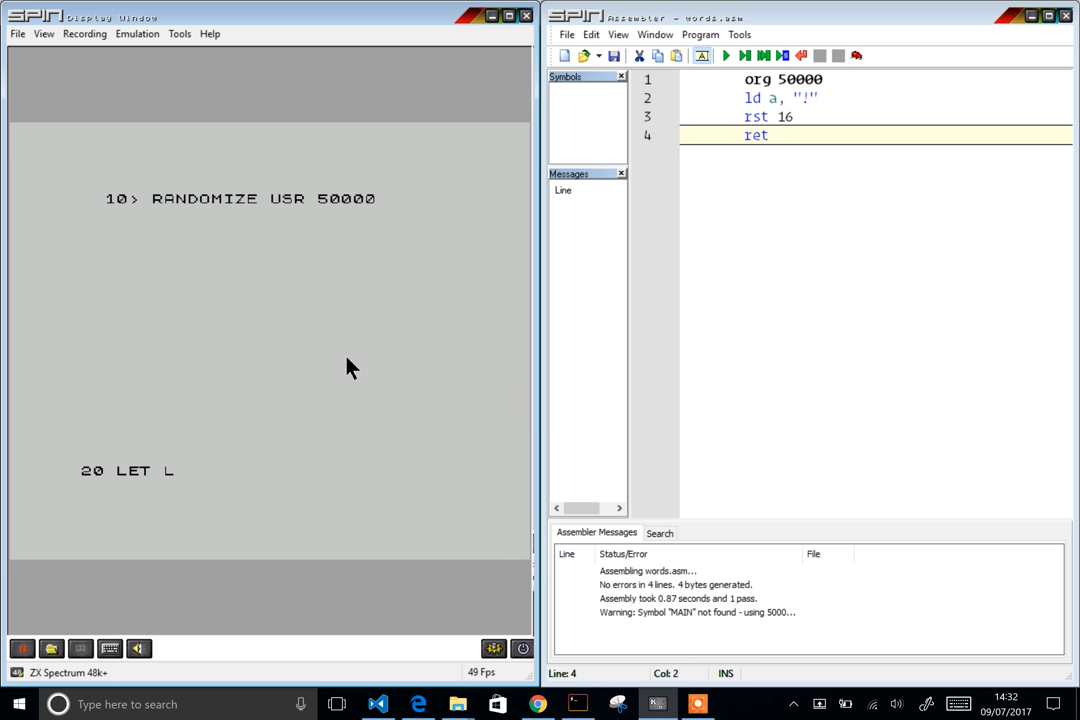 SPIN Display Window
File View Recording Emulation Tools Help
10> RANDOMIZE USR 50000
20 LET L
48 ZX Spectrum 48k+
49 Fps
SPIN Assembler - words.asm
File Edit View Window Program Tools
Symbols
Messages
Line
1 org 50000
2 ld a, "!"
3 rst 16
4 ret
Assembler Messages Search
Line Status/Error File
Assembling words.asm...
No errors in 4 lines. 4 bytes generated.
Assembly took 0.87 seconds and 1 pass.
Warning: Symbol "MAIN" not found - using 5000...
Line: 4 Col: 2 INS
Type here to search
14:32
09/07/2017